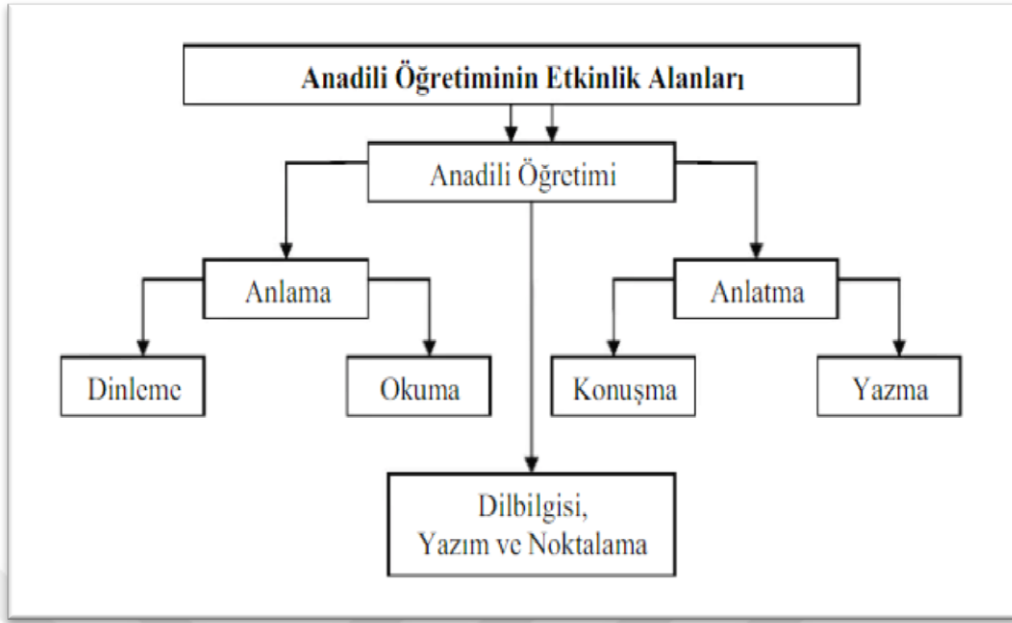 Anadili Öğretiminin Etkinlik Alanları
Anadili Öğretimi
Anlama
Anlatma
Dinleme
Okuma
Konuşma
Yazma
Dilbilgisi,
Yazım ve Noktalama